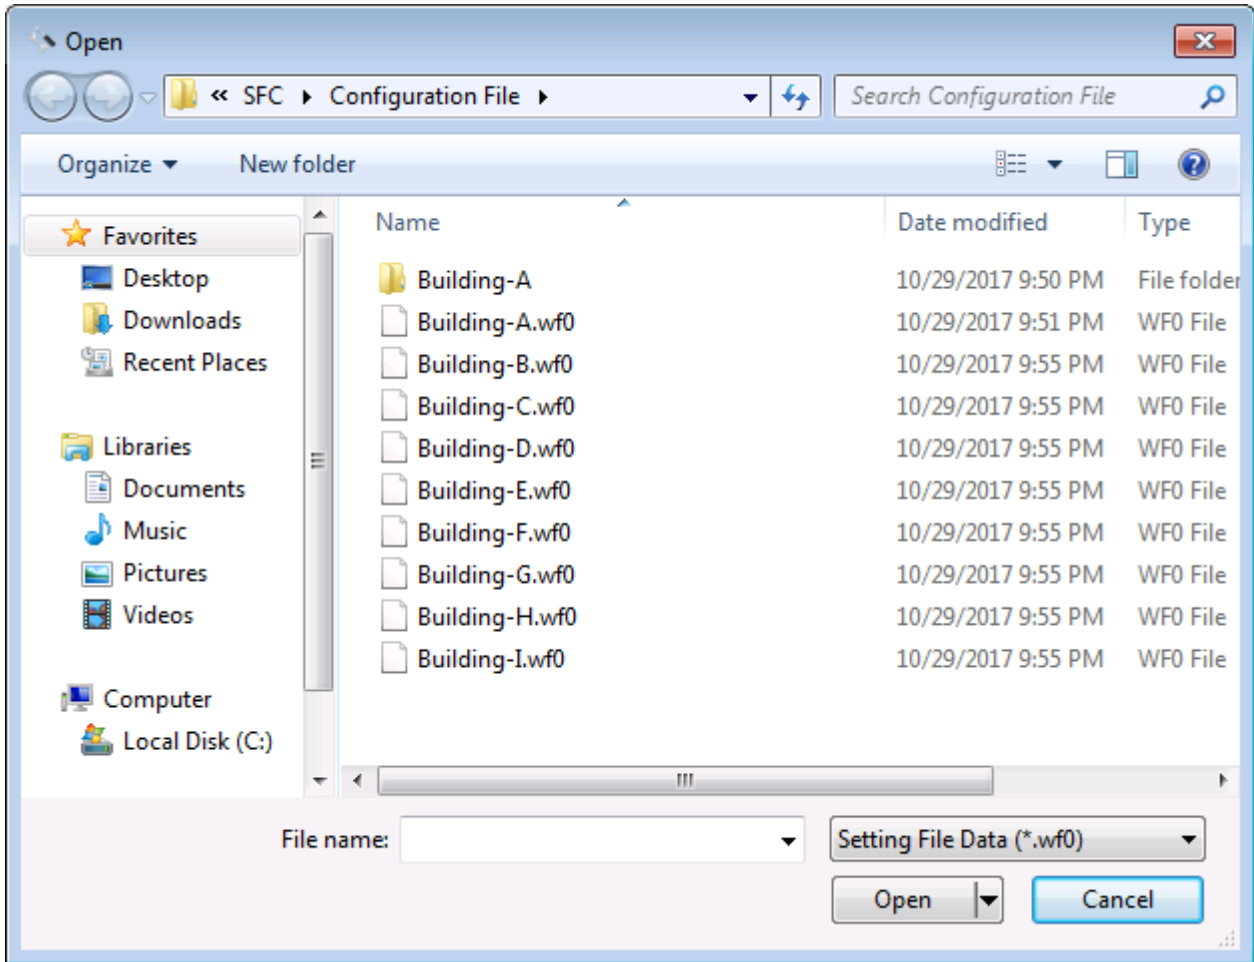 Open
« SFC ▸ Configuration File ▸ Search Configuration File
Organize New folder
Name Date modified Type
Favorites
Desktop
Downloads
Recent Places
Libraries
Documents
Music
Pictures
Videos
Computer
Local Disk (C:)
Building-A 10/29/2017 9:50 PM File folder
Building-A.wf0 10/29/2017 9:51 PM WF0 File
Building-B.wf0 10/29/2017 9:55 PM WF0 File
Building-C.wf0 10/29/2017 9:55 PM WF0 File
Building-D.wf0 10/29/2017 9:55 PM WF0 File
Building-E.wf0 10/29/2017 9:55 PM WF0 File
Building-F.wf0 10/29/2017 9:55 PM WF0 File
Building-G.wf0 10/29/2017 9:55 PM WF0 File
Building-H.wf0 10/29/2017 9:55 PM WF0 File
Building-I.wf0 10/29/2017 9:55 PM WF0 File
File name: Setting File Data (*.wf0)
Open Cancel